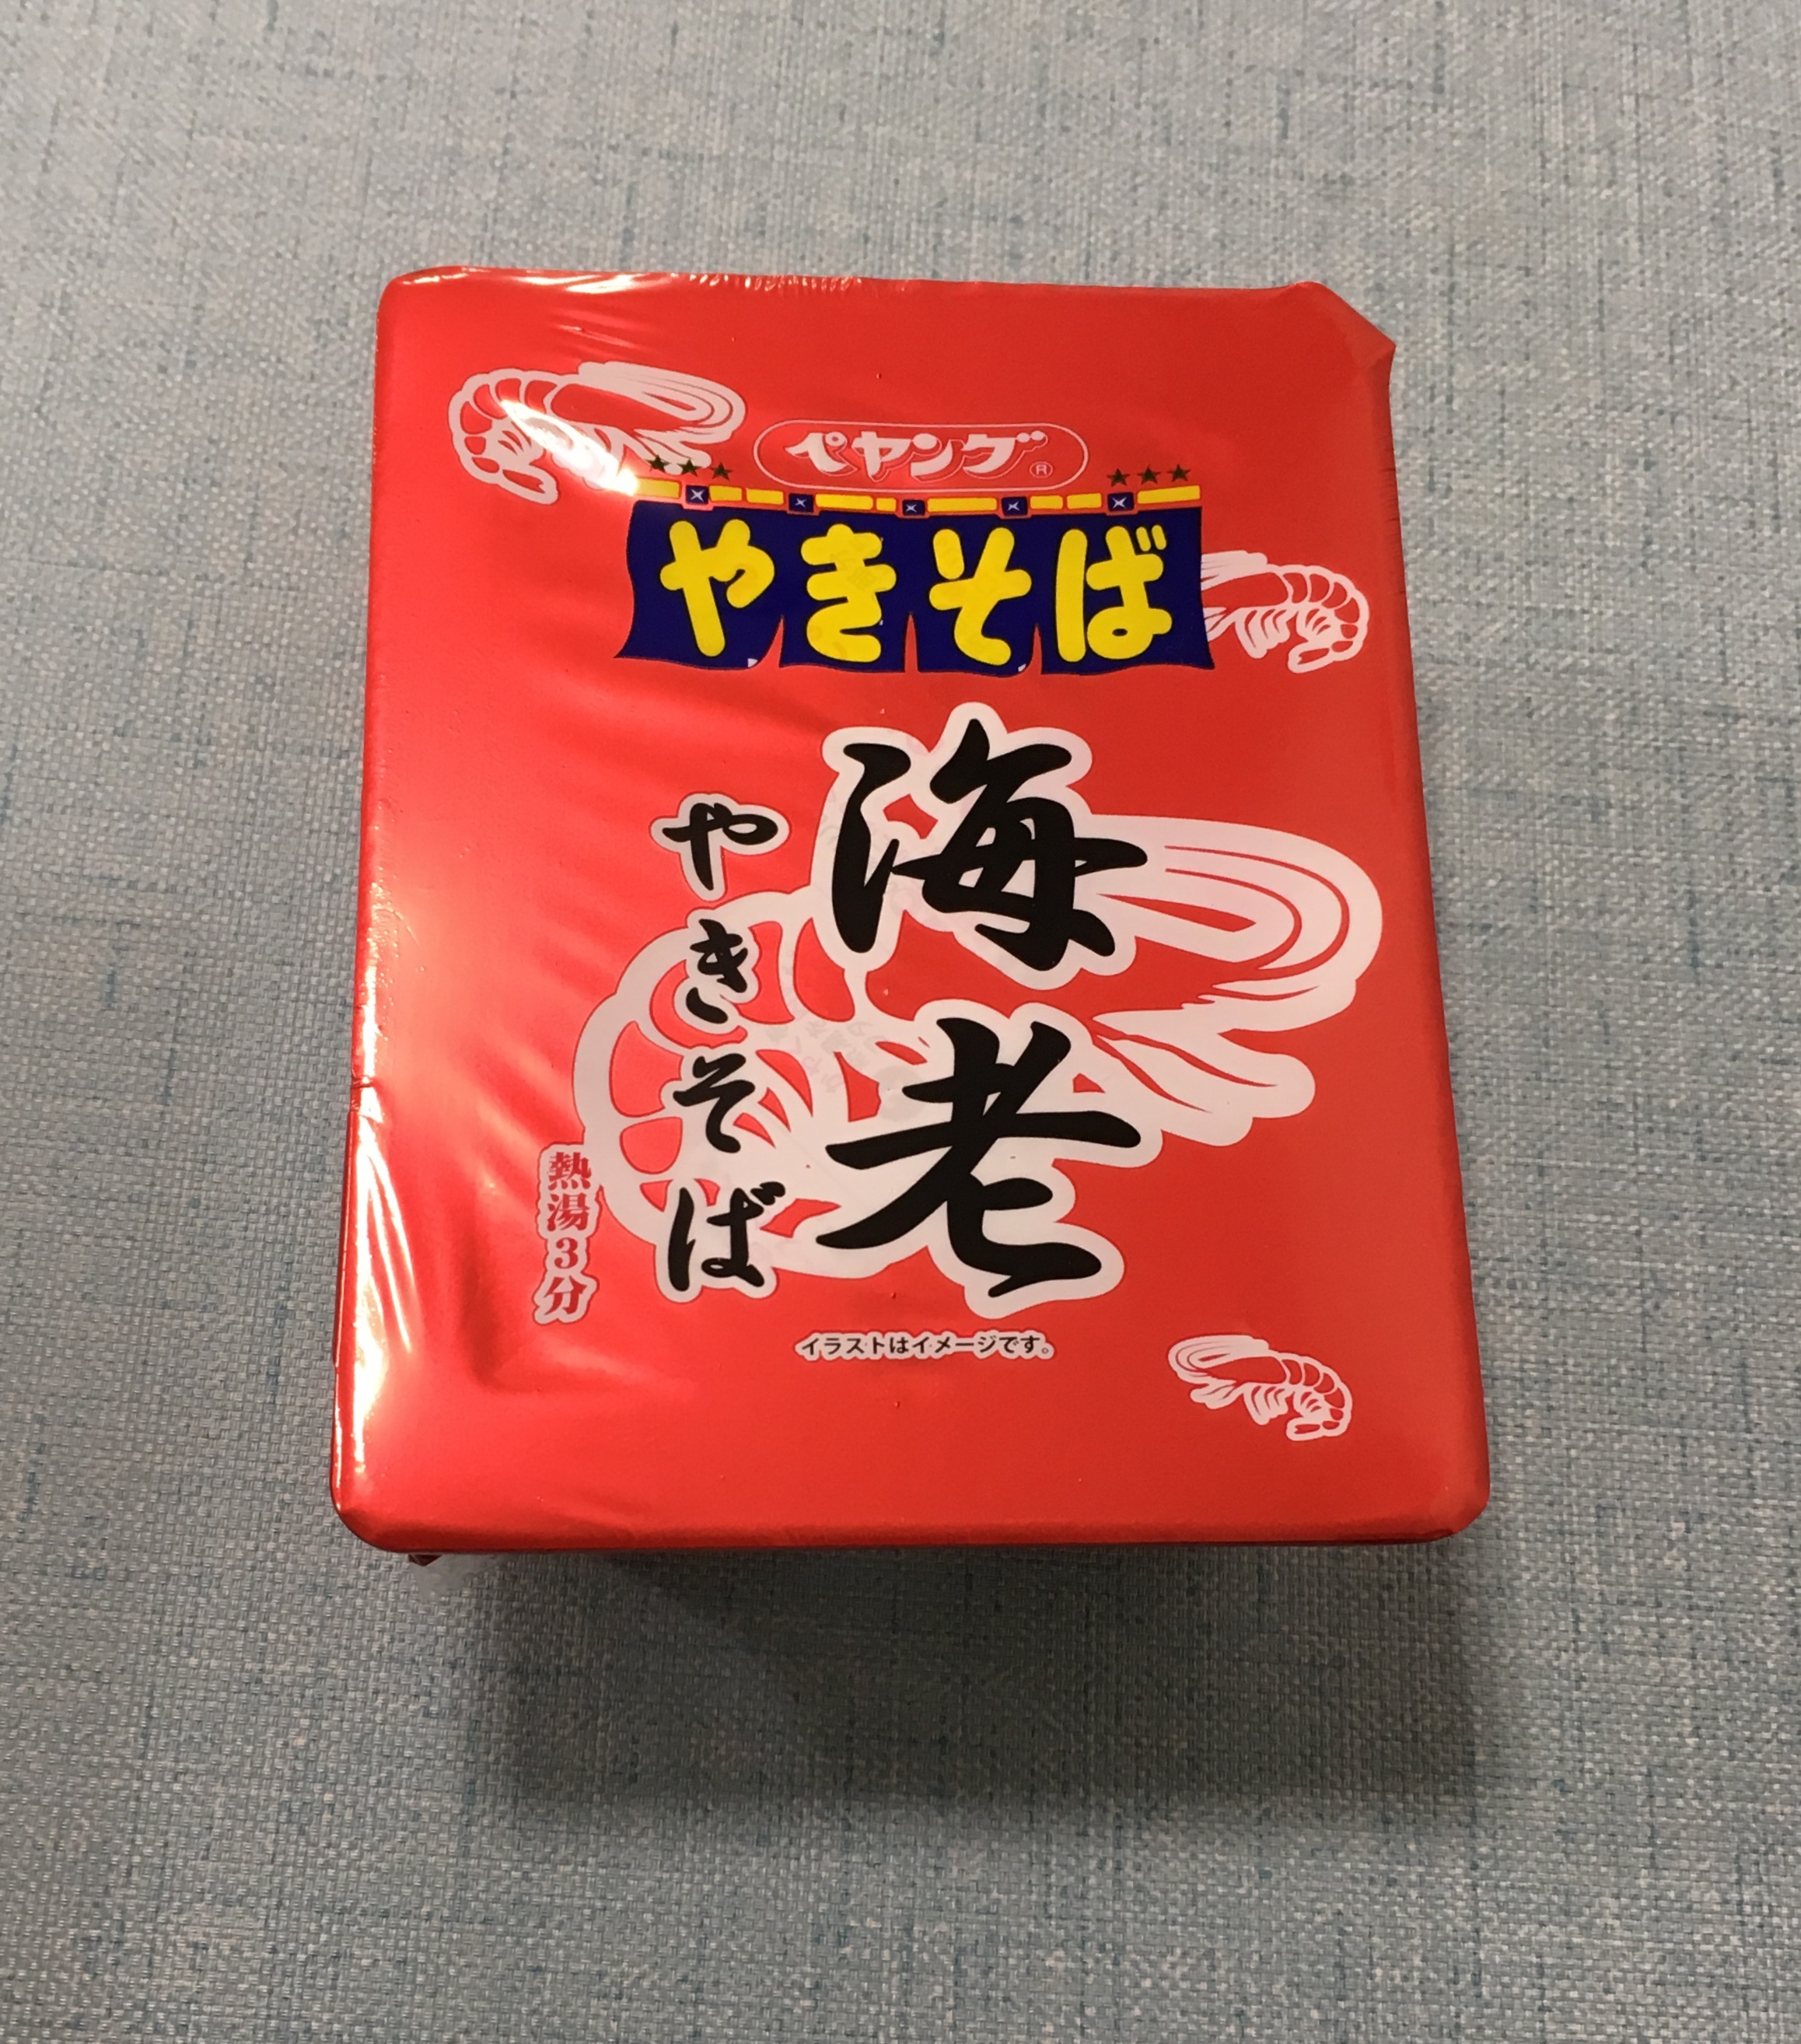 ペヤング®
やきそば
海老
やきそば
熱湯3分
イラストはイメージです。